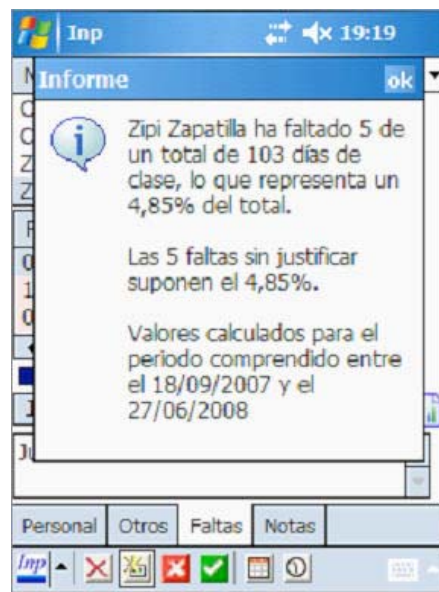 Inp 19:19
Informe ok
Zipi Zapatilla ha faltado 5 de
un total de 103 días de
clase, lo que representa un
4,85% del total.
Las 5 faltas sin justificar
suponen el 4,85%.
Valores calculados para el
periodo comprendido entre
el 18/09/2007 y el
27/06/2008
Personal Otros Faltas Notas
Inp